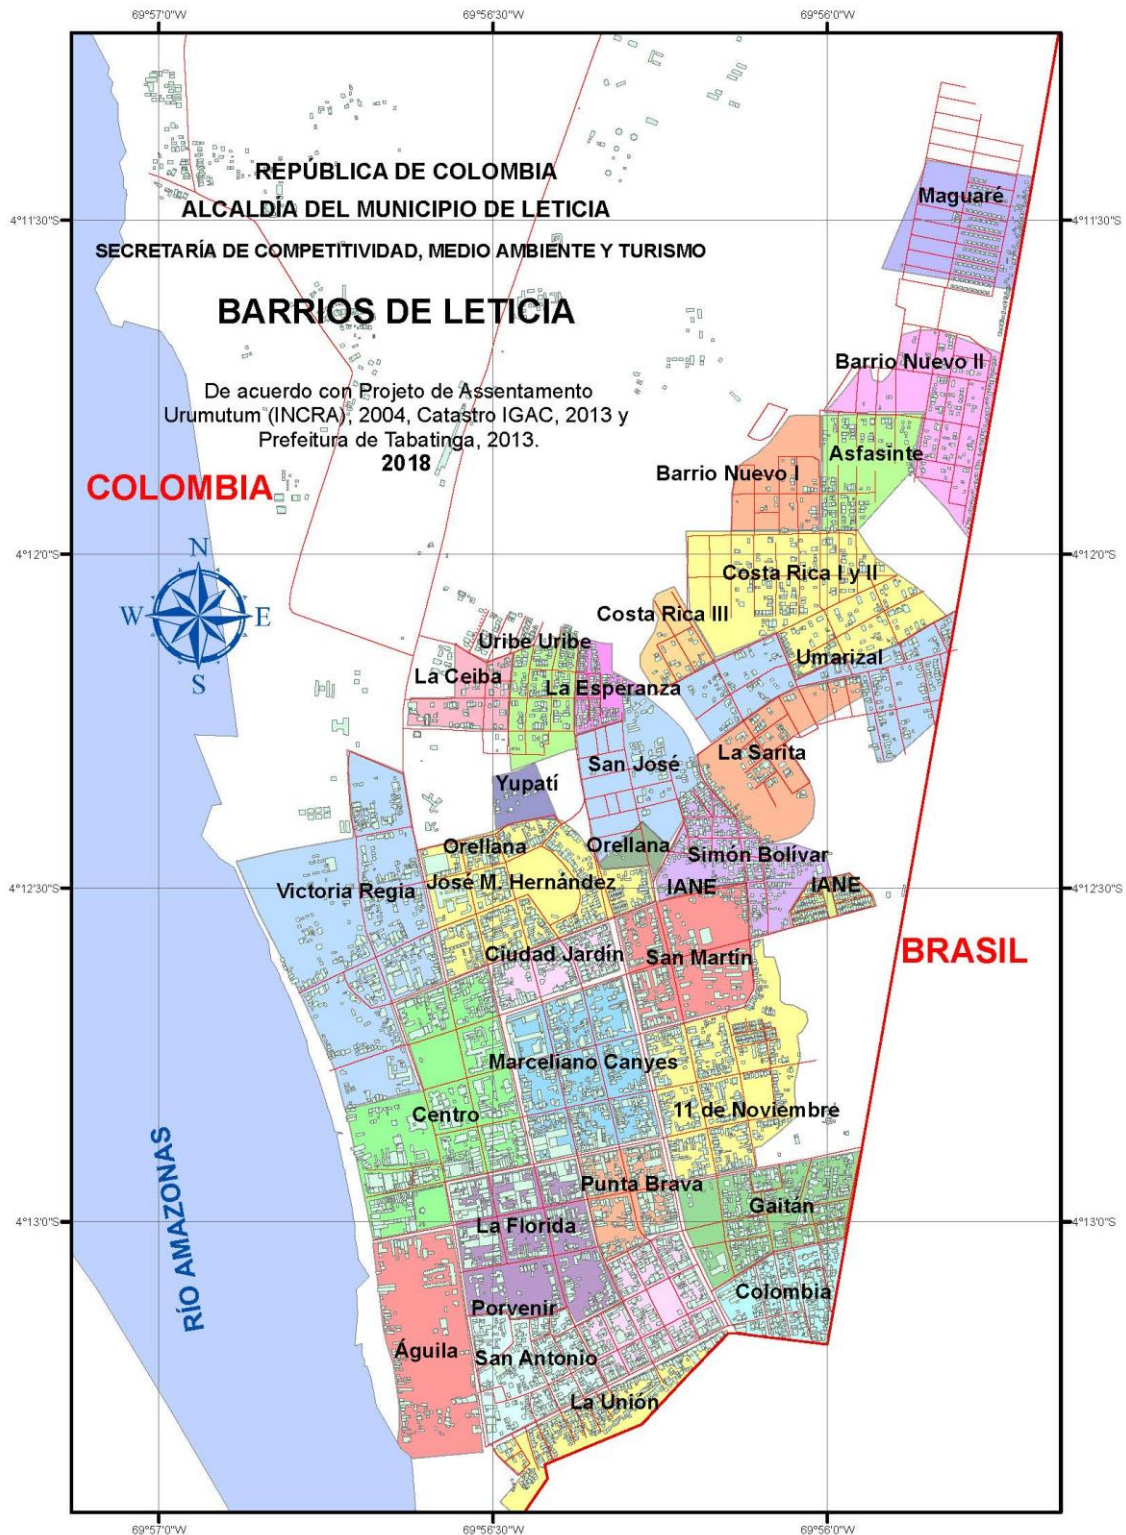 69°57'0"W
69°56'30"W
69°56'0"W
REPÚBLICA DE COLOMBIA
ALCALDIA DEL MUNICIPIO DE LETICIA
SECRETARÍA DE COMPETITIVIDAD, MEDIO AMBIENTE Y TURISMO
BARRIOS DE LETICIA
De acuerdo con Projeto de Assentamento
Urumutum (INCRA), 2004, Catastro IGAC, 2013 y
Prefeitura de Tabatinga, 2013.
2018
Maguaré
4°11'30"S
4°11'30"S
Barrio Nuevo II
Asfasinte
Barrio Nuevo I
COLOMBIA
4°12'0"S
4°12'0"S
N
W
E
S
Costa Rica I y II
Costa Rica III
Uribe Uribe
Umarizal
La Ceiba
La Esperanza
La Sarita
San José
Yupatí
Orellana
Orellana
Simón Bolívar
José M. Hernández
Victoria Regia
IANE
IANE
4°12'30"S
4°12'30"S
Ciudad Jardín
San Martín
BRASIL
Marceliano Canyes
Centro
11 de Noviembre
Punta Brava
Gaitán
La Florida
4°13'0"S
4°13'0"S
RÍO AMAZONAS
Colombia
Porvenir
Águila
San Antonio
La Unión
69°57'0"W
69°56'30"W
69°56'0"W